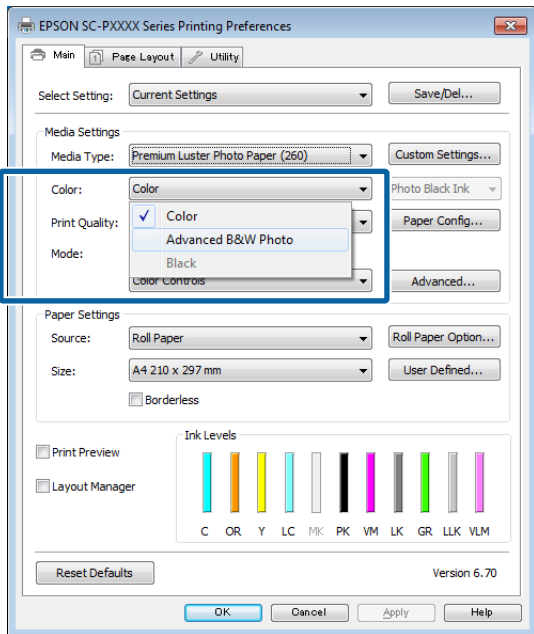 EPSON SC-PXXXX Series Printing Preferences
Main
Page Layout
Utility
Select Setting: Current Settings Save/Del...
Media Settings
Media Type: Premium Luster Photo Paper (260) Custom Settings...
Color: Color Photo Black Ink
Print Quality: Color Paper Config...
Advanced B&W Photo
Mode: Black
Color Controls Advanced...
Paper Settings
Source: Roll Paper Roll Paper Option...
Size: A4 210 x 297 mm User Defined...
Borderless
Ink Levels
Print Preview
Layout Manager
C OR Y LC MK PK VM LK GR LLK VLM
Reset Defaults Version 6.70
OK Cancel Apply Help